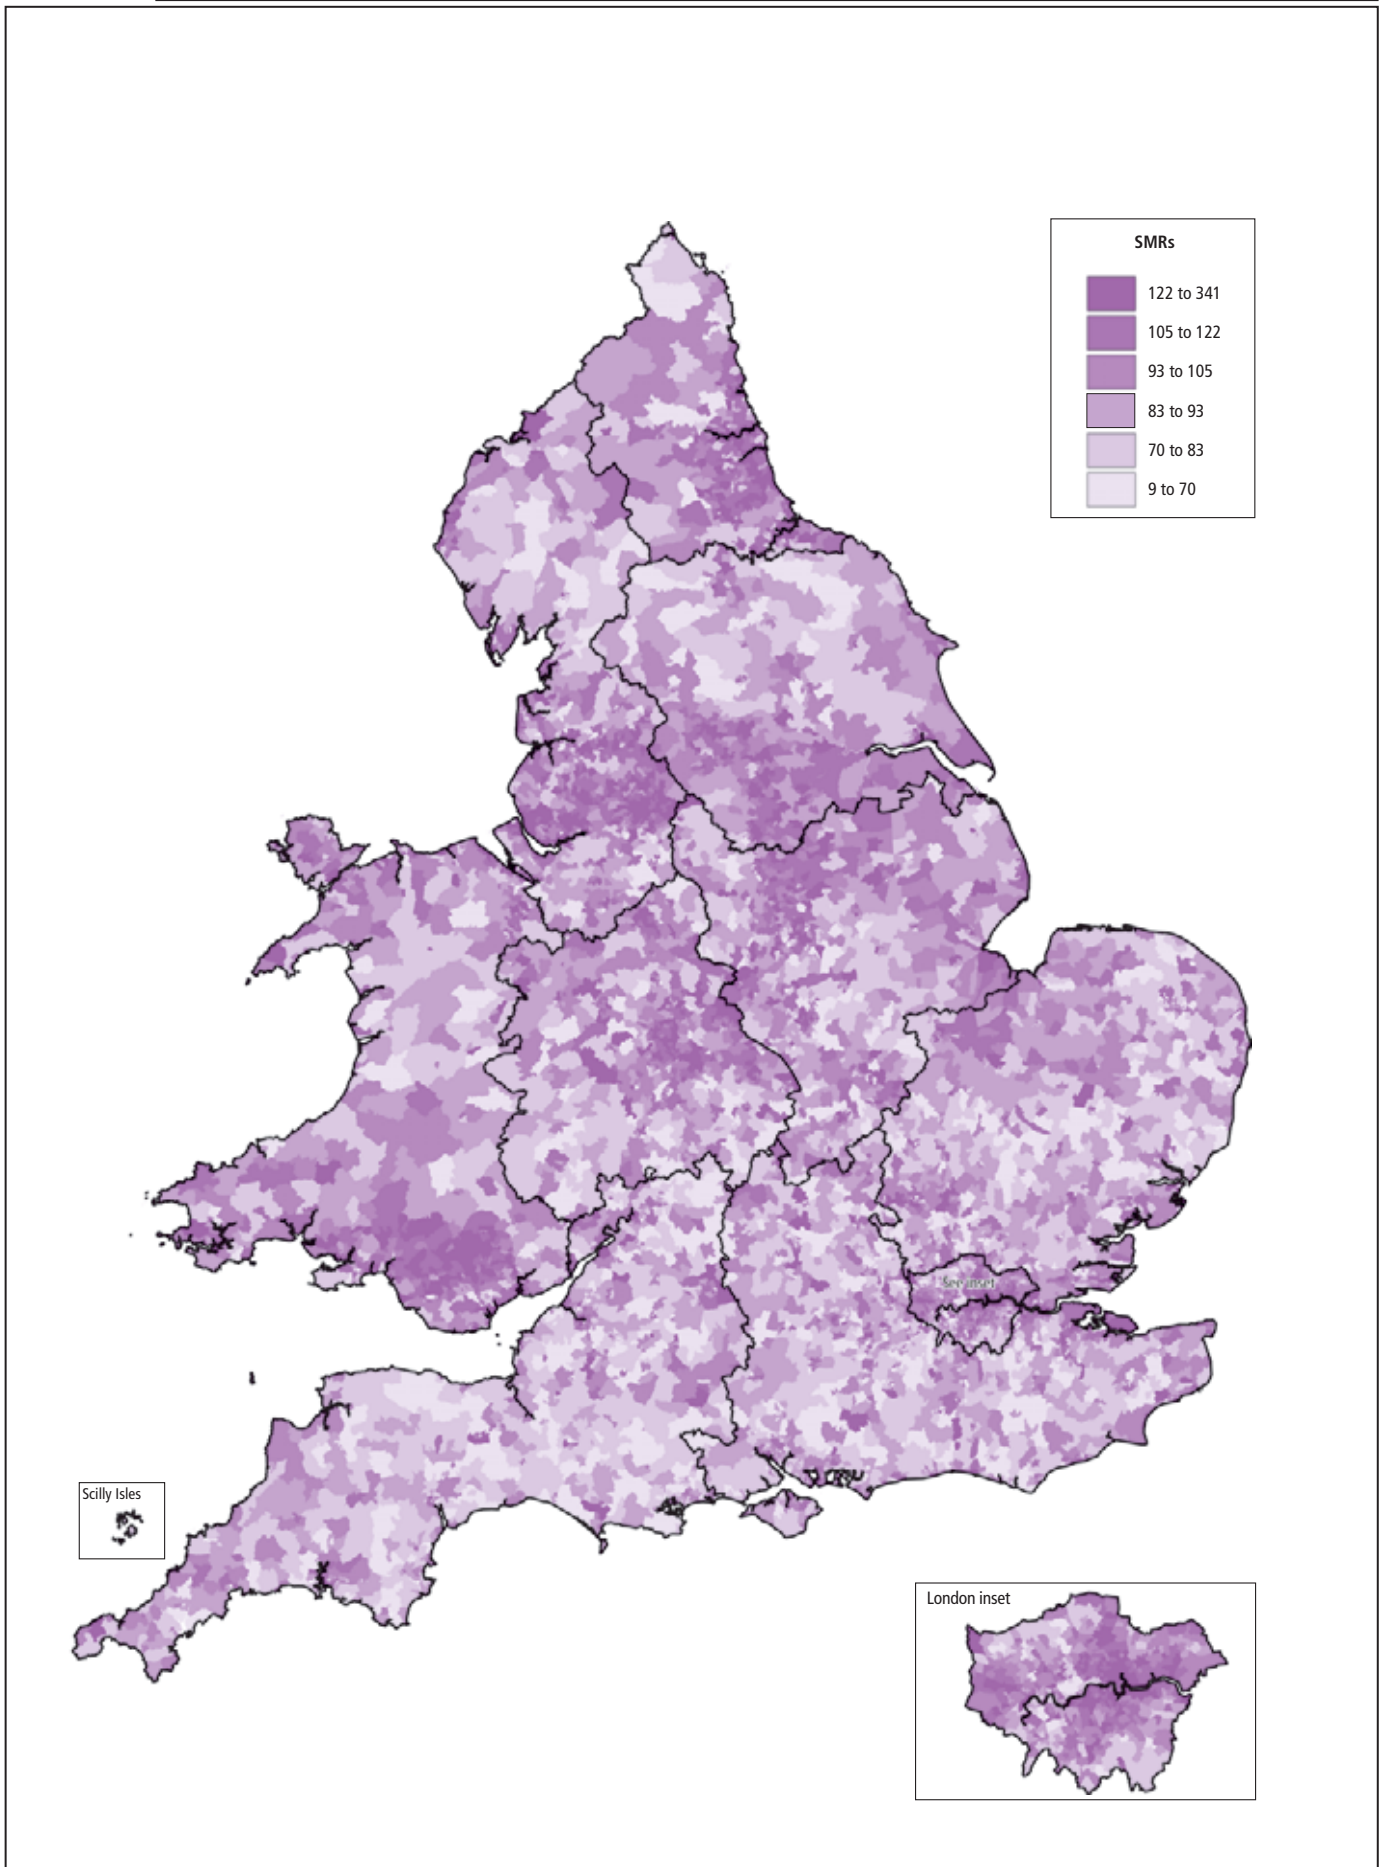 SMRs
122 to 341
105 to 122
93 to 105
83 to 93
70 to 83
9 to 70
See inset
Scilly Isles
London inset